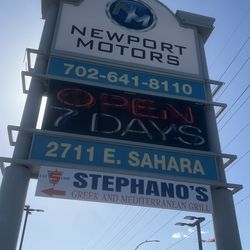 NEWPORT
MOTORS
702-641-8110
OPEN
7 DAYS
2711 E. SAHARA
STEPHANO'S
GREEK AND MEDITERRANEAN GRILL